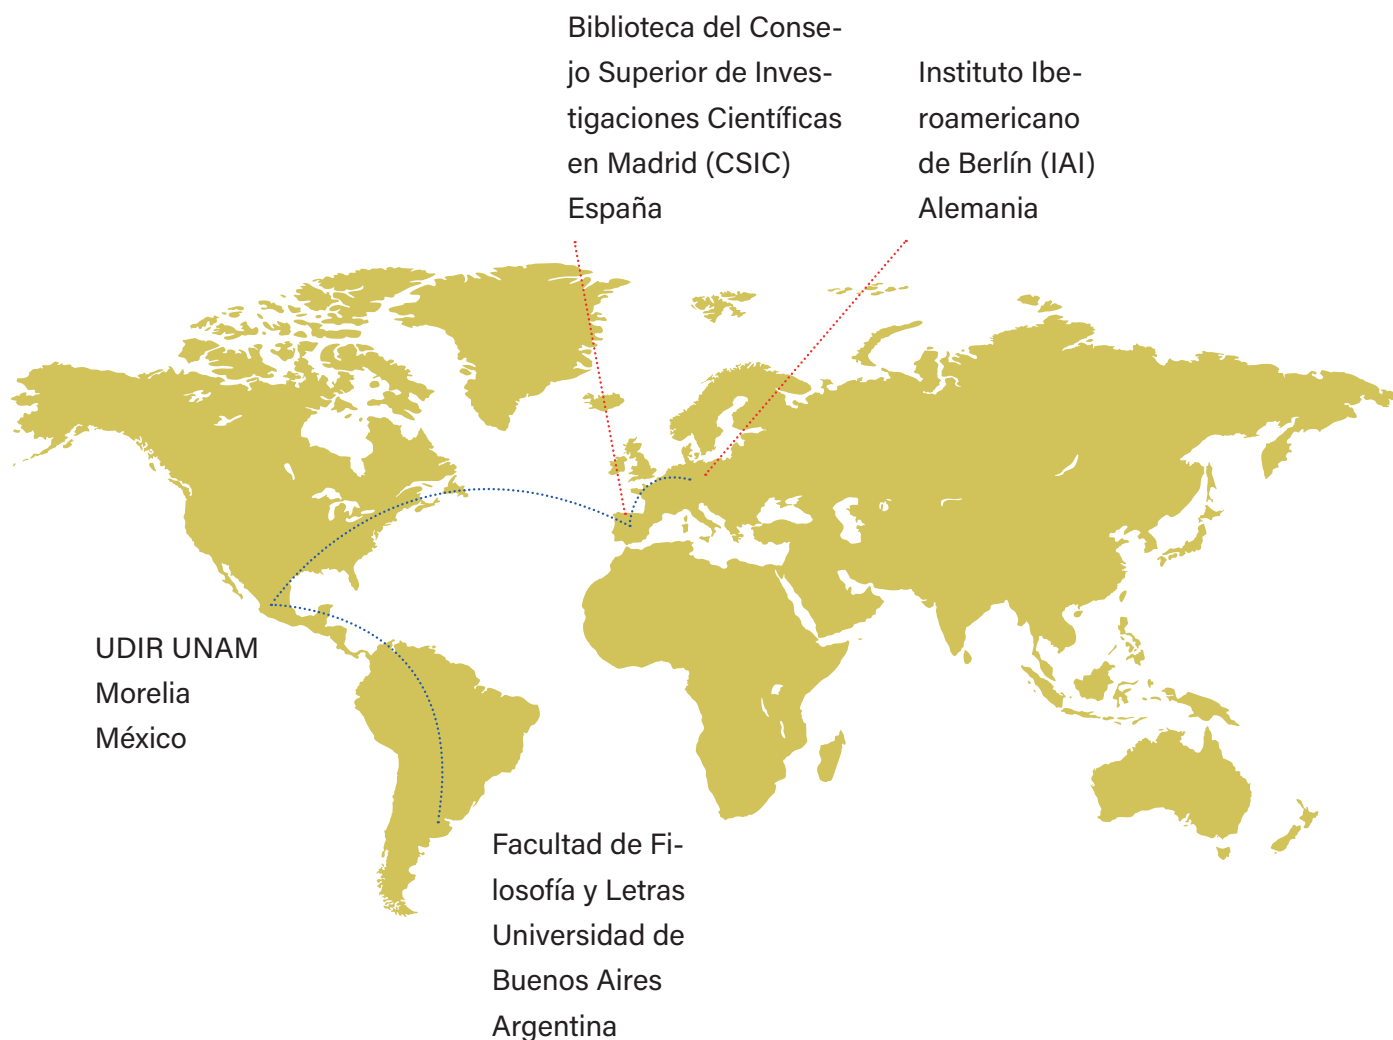 Biblioteca del Conse-
jo Superior de Inves-
tigaciones Científicas
en Madrid (CSIC)
España
Instituto Ibe-
roamericano
de Berlín (IAI)
Alemania
UDIR UNAM
Morelia
México
Facultad de Fi-
losofía y Letras
Universidad de
Buenos Aires
Argentina